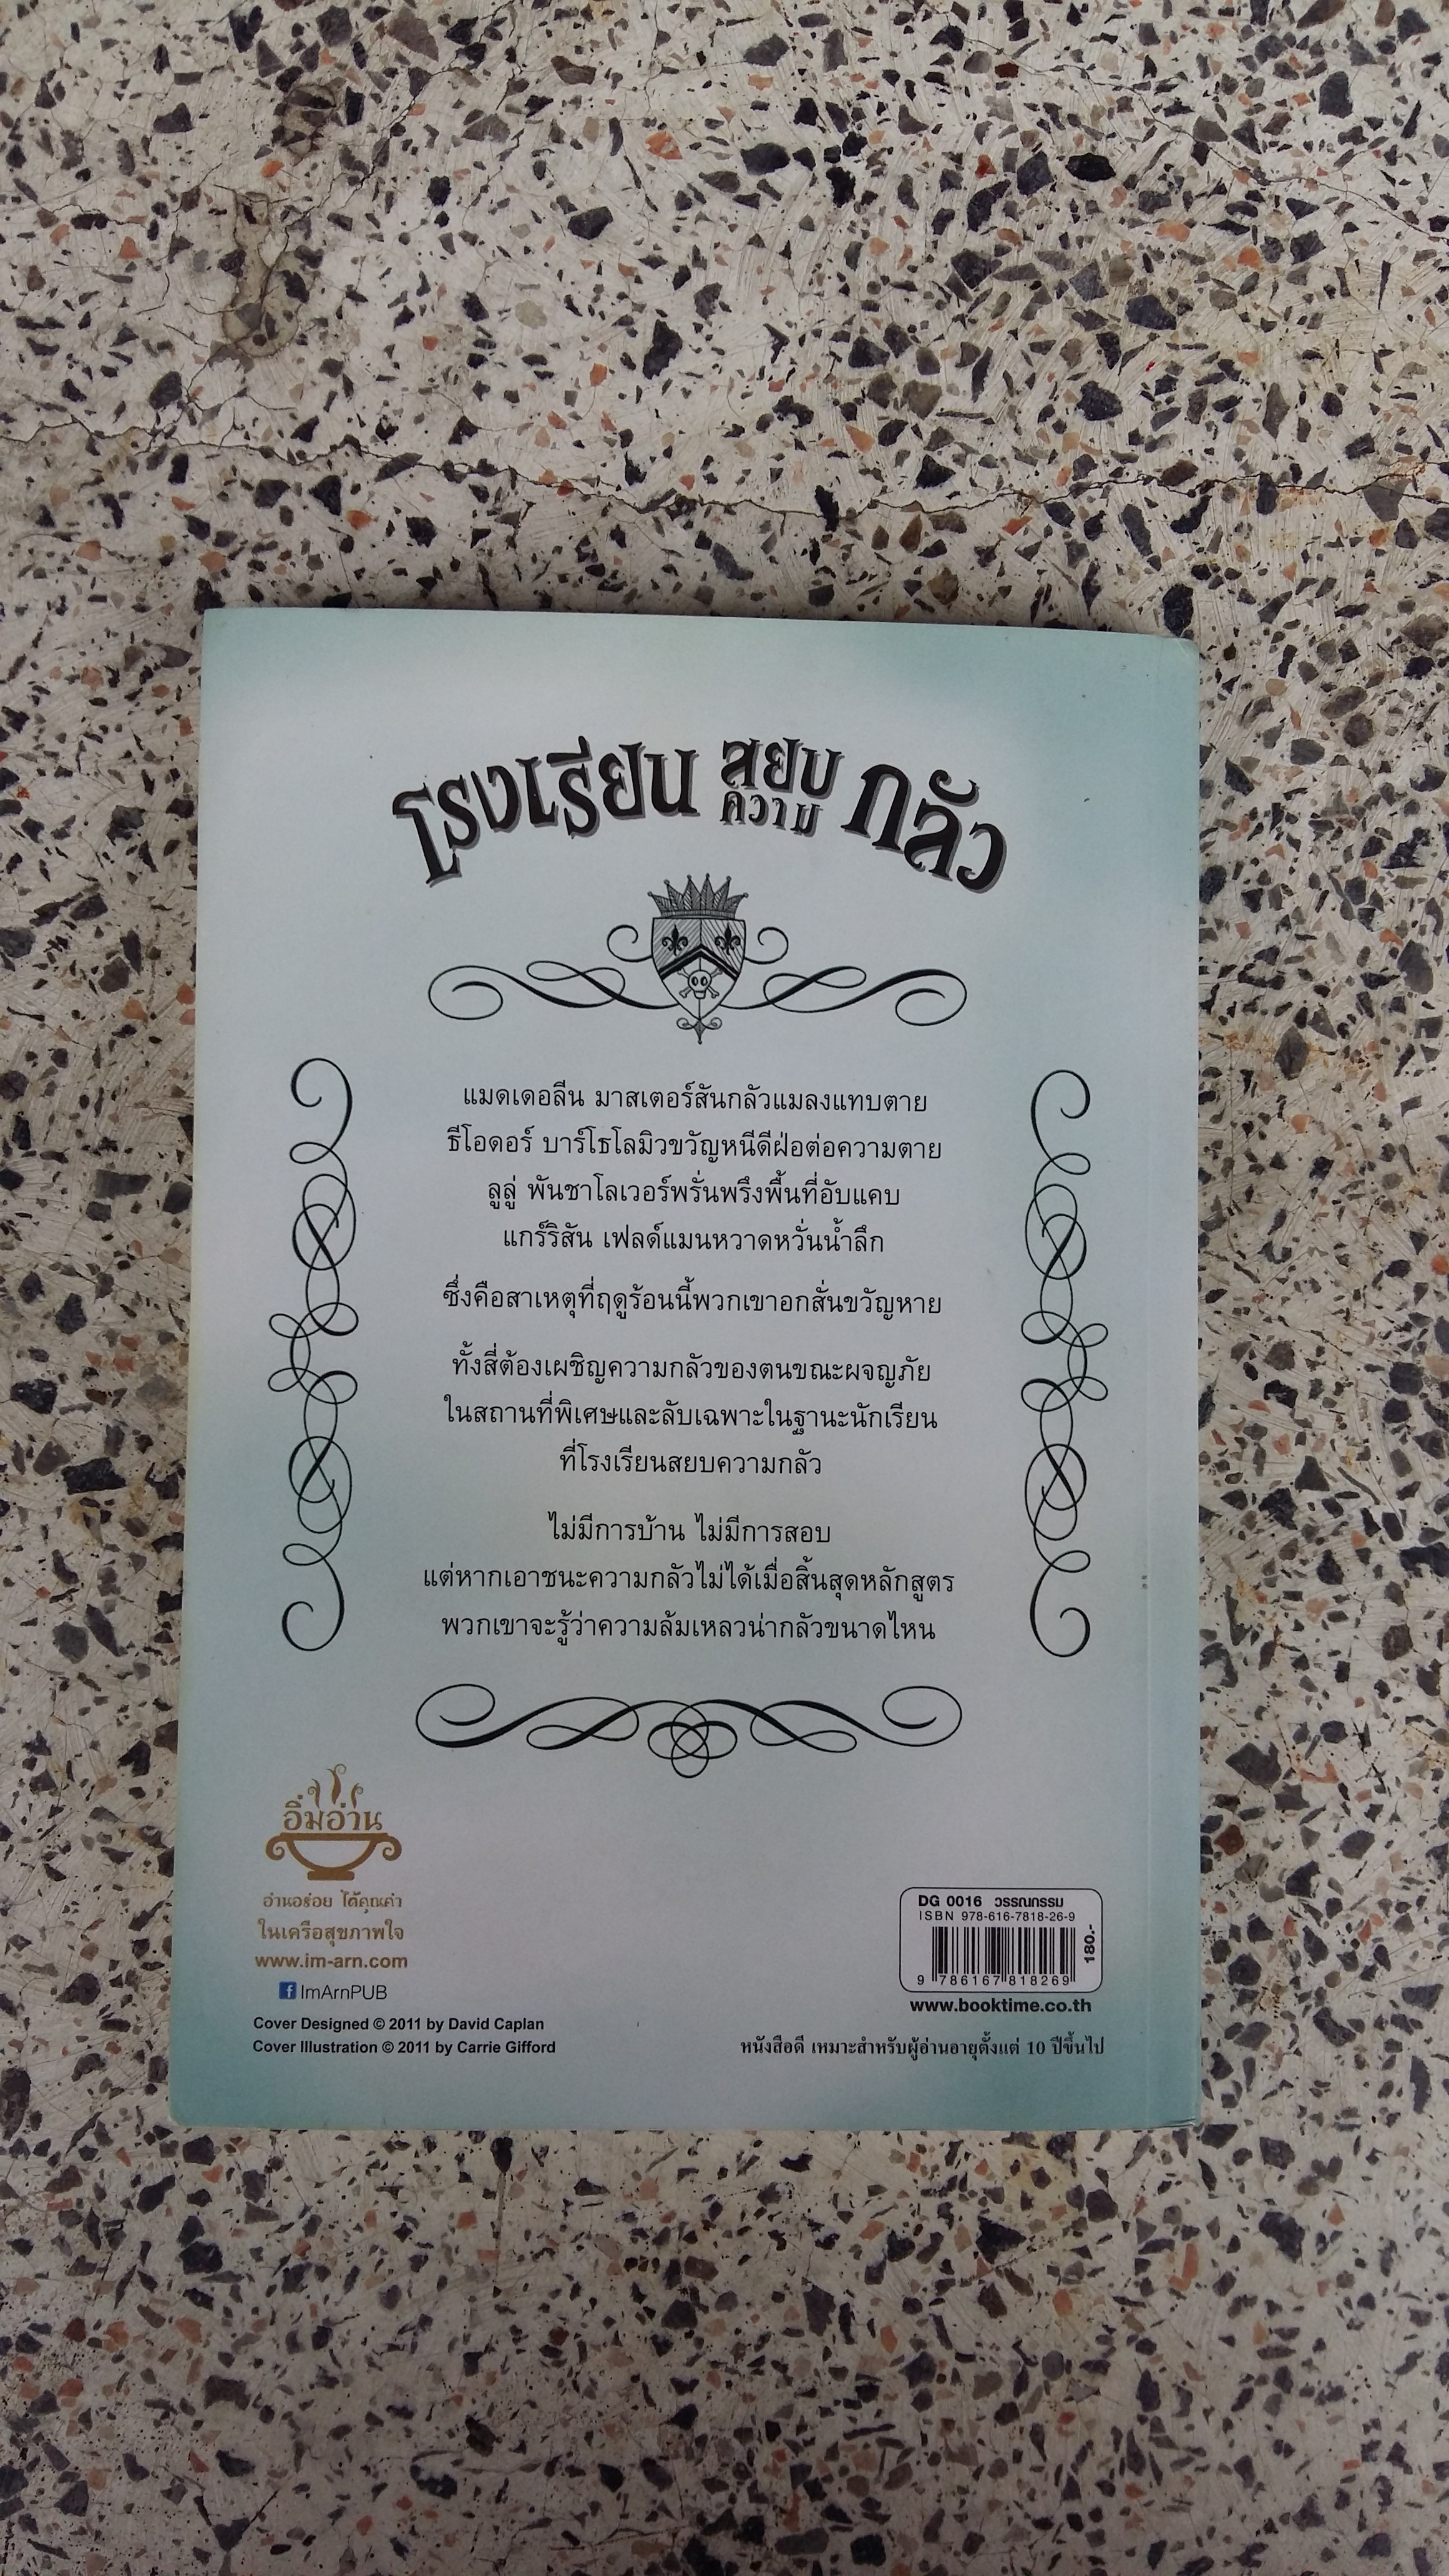 โรงเรียน สยบ ความ กลัว
แมดเดอลีน มาสเตอร์สันกลัวแมลงแทบตาย
ธีโอดอร์ บาร์โธโลมิวขวัญหนีดีฝ่อต่อความตาย
ลูลู่ พันชาโลเวอร์พรั่นพรึงพื้นที่อับแคบ
แกร์ริสัน เฟลด์แมนหวาดหวั่นน้ำลึก
ซึ่งคือสาเหตุที่ฤดูร้อนนี้พวกเขาอกสั่นขวัญหาย
ทั้งสี่ต้องเผชิญความกลัวของตนขณะผจญภัย
ในสถานที่พิเศษและลับเฉพาะในฐานะนักเรียน
ที่โรงเรียนสยบความกลัว
ไม่มีการบ้าน ไม่มีการสอบ
แต่หากเอาชนะความกลัวไม่ได้เมื่อสิ้นสุดหลักสูตร
พวกเขาจะรู้ว่าความล้มเหลวน่ากลัวขนาดไหน
อิ่มอ่าน
อ่านอร่อย ได้คุณค่า
ในเครือสุขภาพใจ
www.im-arn.com
f ImArnPUB
Cover Designed © 2011 by David Caplan
Cover Illustration © 2011 by Carrie Gifford
DG 0016 วรรณกรรม
ISBN 978-616-7818-26-9
180.-
9 786167 818269
www.booktime.co.th
หนังสือดี เหมาะสำหรับผู้อ่านอายุตั้งแต่ 10 ปีขึ้นไป